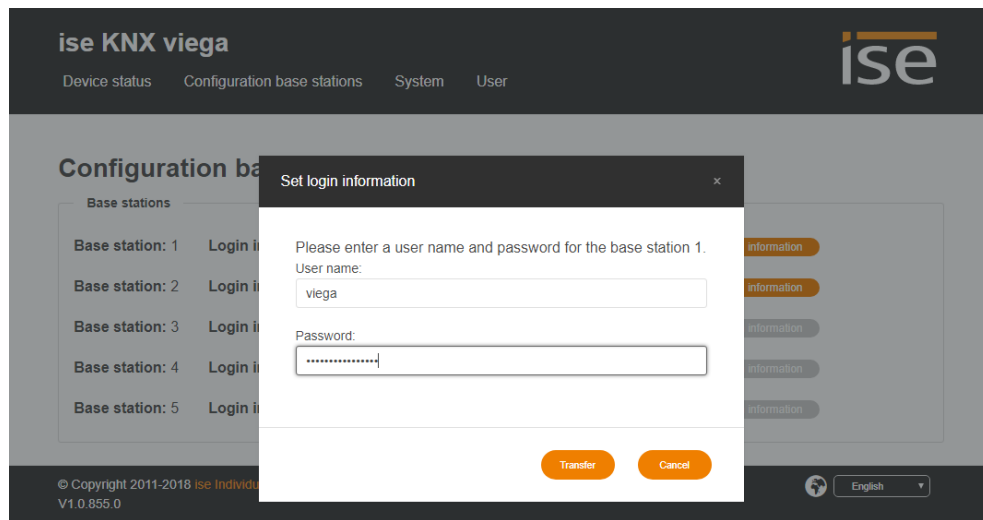 ise KNX viega
ise
Device status Configuration base stations System User
Configuration ba
Set login information x
Base stations
Please enter a user name and password for the base station 1.
User name:
viega
Password:
••••••••••••••••
Base station: 1 Login i information
Base station: 2 Login i information
Base station: 3 Login i information
Base station: 4 Login i information
Base station: 5 Login i information
Transfer Cancel
© Copyright 2011-2018 ise Individu
V1.0.855.0
English